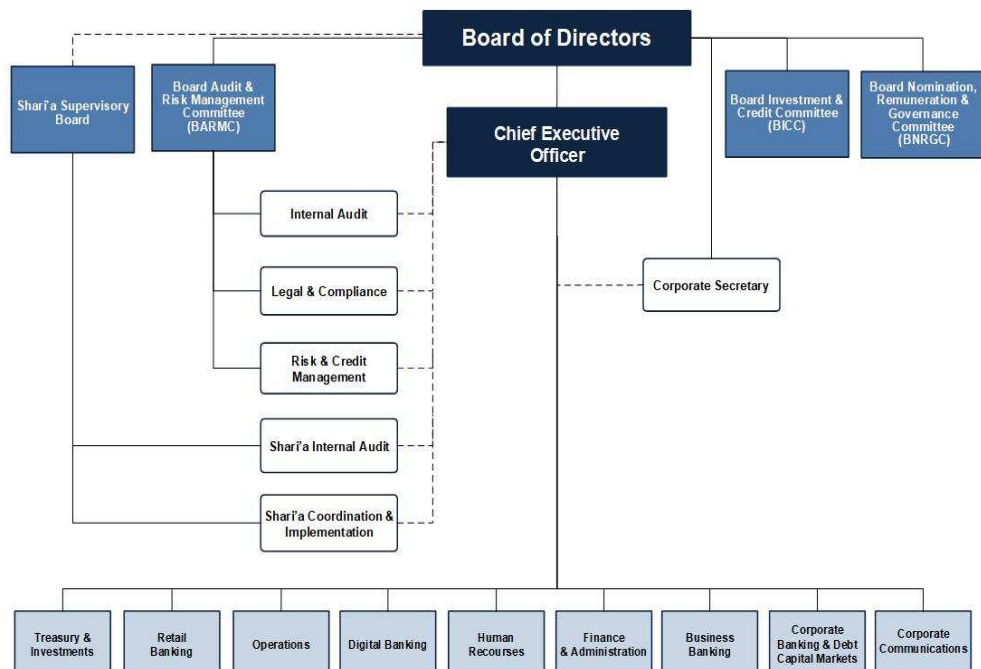 Board of Directors
Shari'a Supervisory
Board
Board Audit &
Risk Management
Committee
(BARMC)
Board Investment &
Credit Committee
(BICC)
Board Nomination,
Remuneration &
Governance
Committee
(BNRGC)
Chief Executive
Officer
Internal Audit
Legal & Compliance
Corporate Secretary
Risk & Credit
Management
Shari'a Internal Audit
Shari'a Coordination &
Implementation
Treasury &
Investments
Retail
Banking
Operations
Digital Banking
Human
Recourses
Finance
& Administration
Business
Banking
Corporate
Banking & Debt
Capital Markets
Corporate
Communications